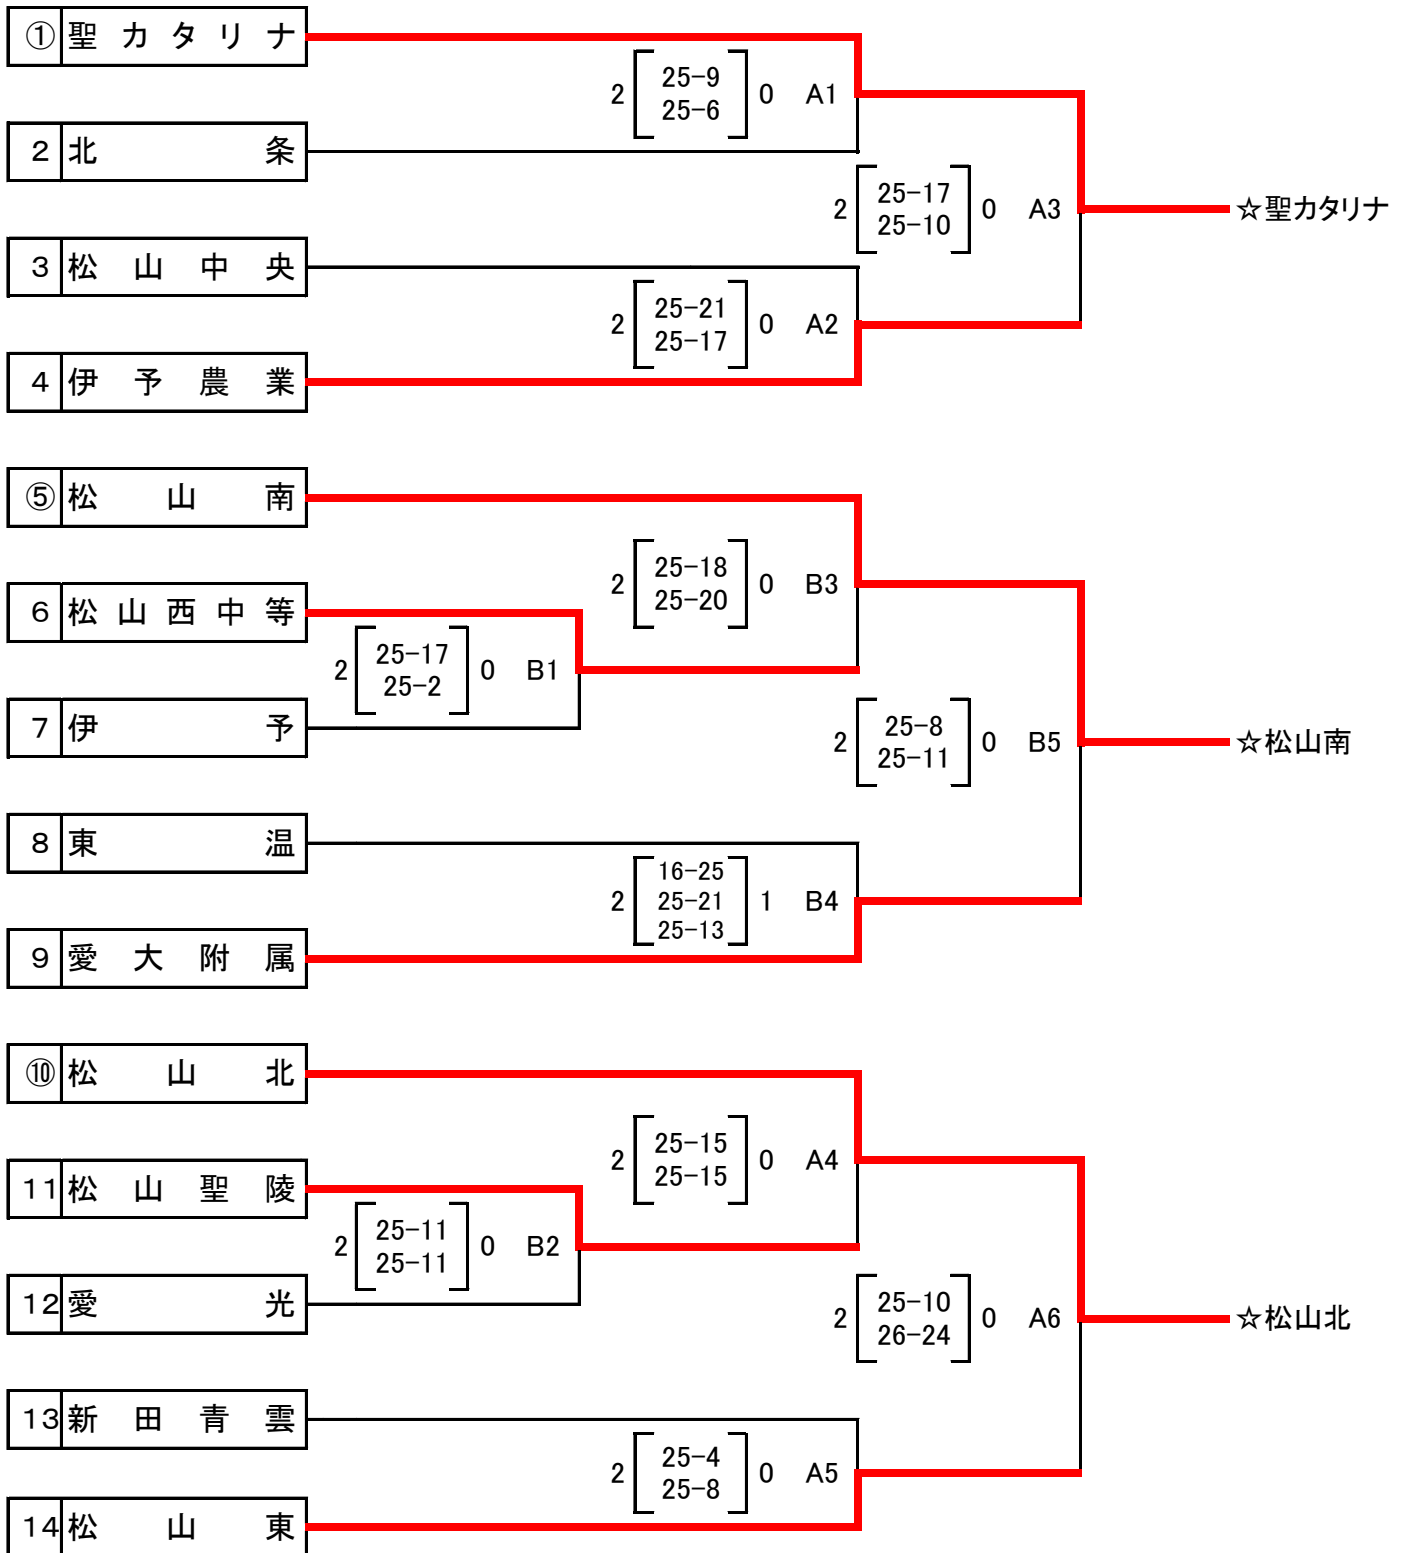 ①聖カタリナ
2 [25-9 25-6] 0 A1
2北条
2 [25-17 25-10] 0 A3
☆聖カタリナ
3松山中央
2 [25-21 25-17] 0 A2
4伊予農業
⑤松山南
2 [25-18 25-20] 0 B3
6松山西中等
2 [25-17 25-2] 0 B1
7伊予
2 [25-8 25-11] 0 B5
☆松山南
8東温
2 [16-25 25-21 25-13] 1 B4
9愛大附属
⑩松山北
2 [25-15 25-15] 0 A4
11松山聖陵
2 [25-11 25-11] 0 B2
12愛光
2 [25-10 26-24] 0 A6
☆松山北
13新田青雲
2 [25-4 25-8] 0 A5
14松山東